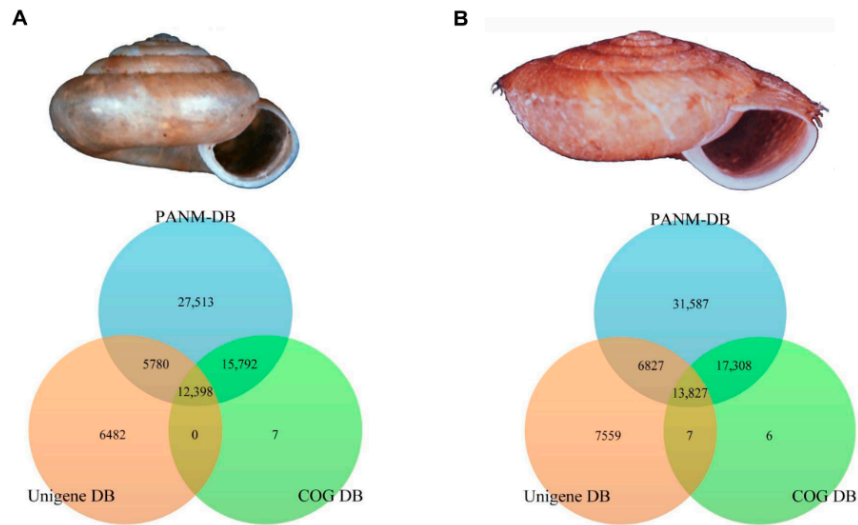 A
B
PANM-DB
27,513
5780
15,792
12,398
6482
0
7
Unigene DB
COG DB
PANM-DB
31,587
6827
17,308
13,827
7559
7
6
Unigene DB
COG DB